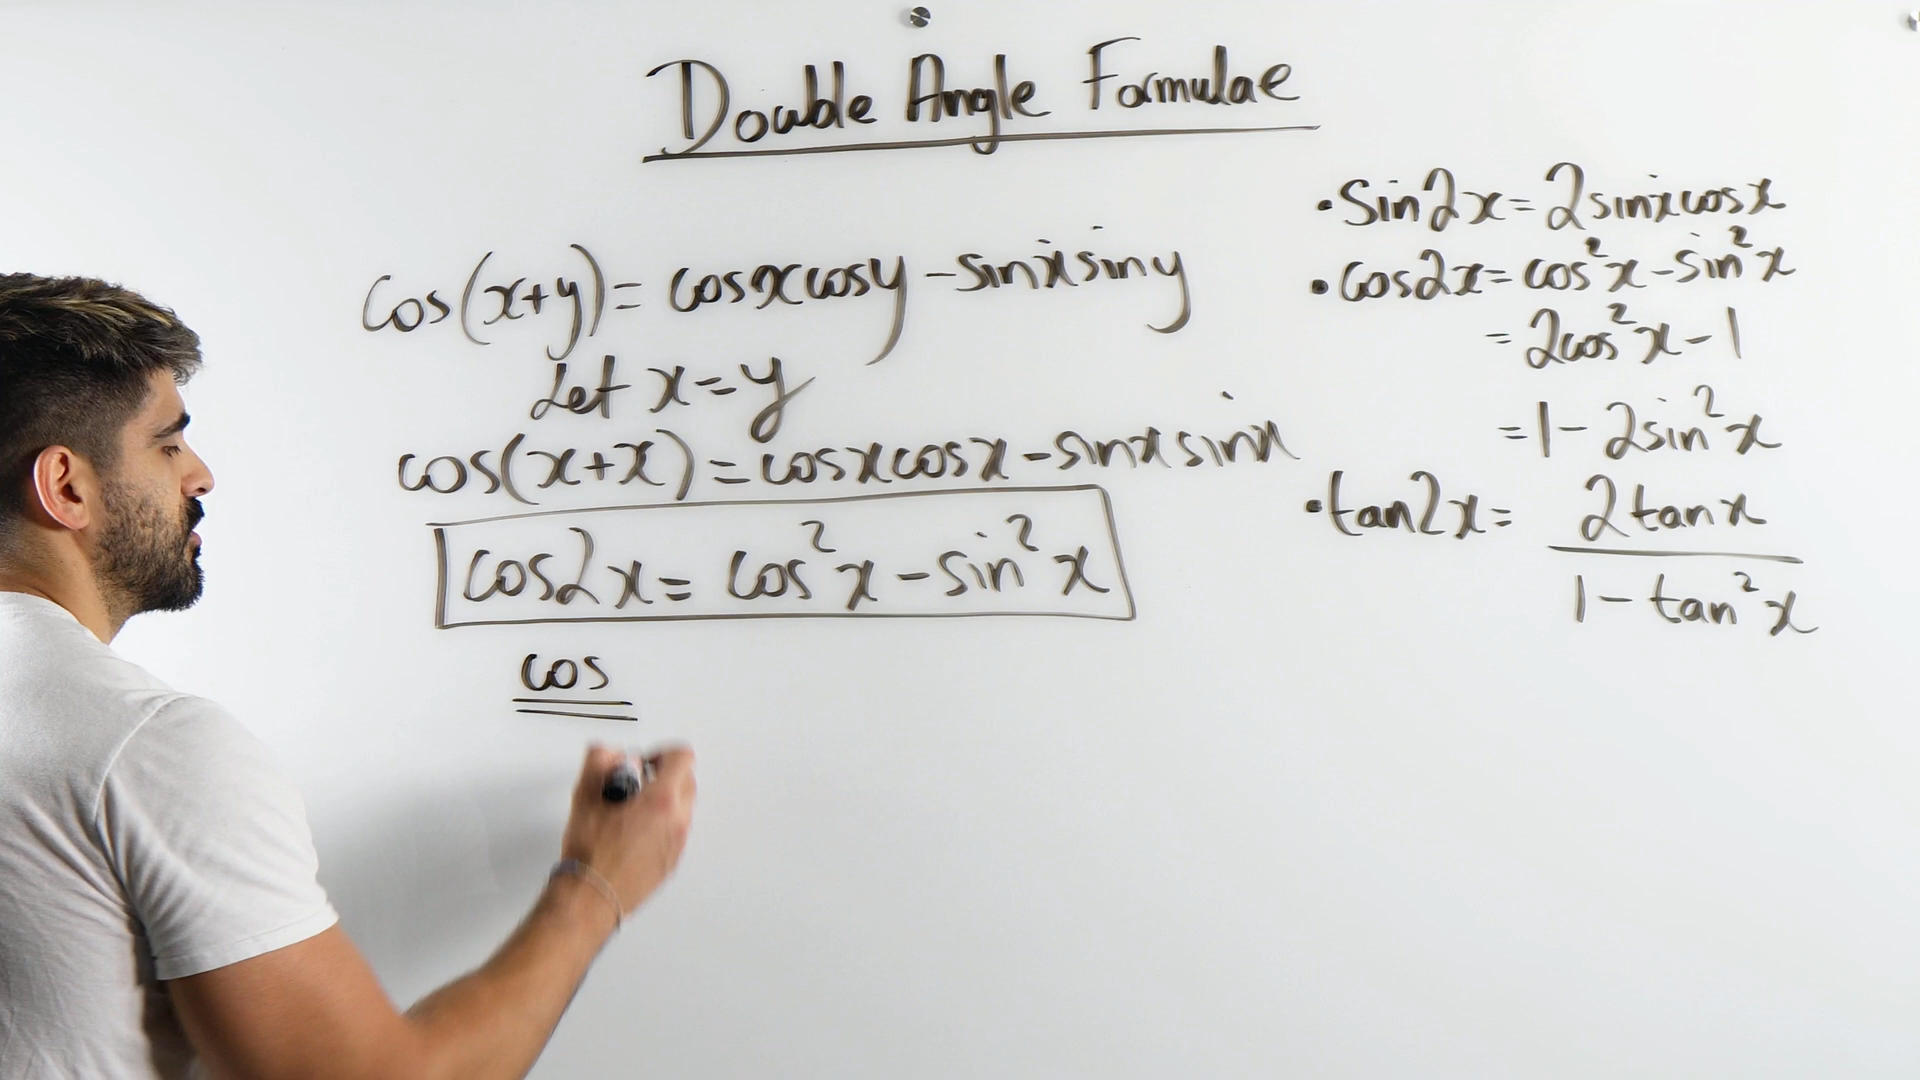 Double Angle Formulae
cos(x+y)= cosxcosy-sinxsiny
Let x=y
cos(x+x)=cosxcosx-sinxsinx
cos2x= cos²x-sin²x
cos
•Sin2x=2sinxcosx
•Cos2x=cos²x-sin²x
=2cos²x-1
=1-2sin²x
•tan2x= 2tanx
1-tan²x